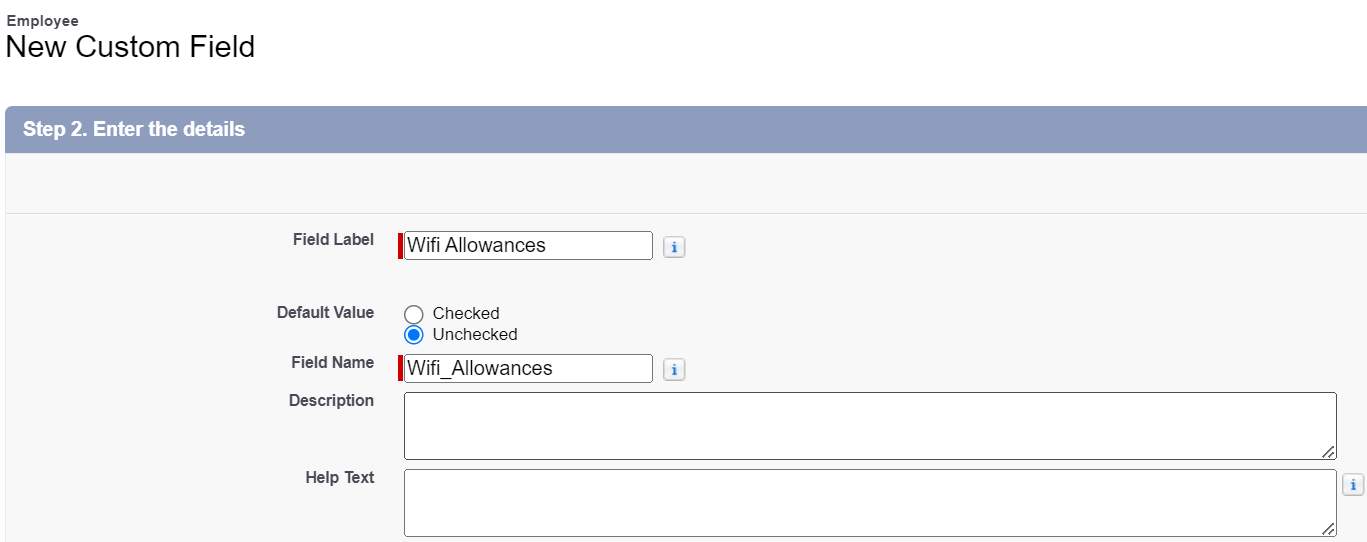 Employee
New Custom Field
Step 2. Enter the details
Field Label
Wifi Allowances
i
Default Value
Checked
Unchecked
Field Name
Wifi_Allowances
i
Description
Help Text
i